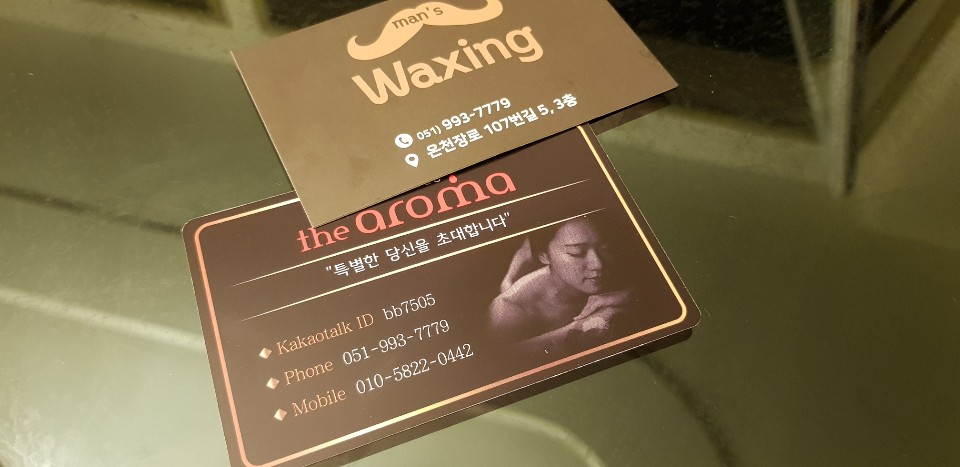 man's
Waxing
051) 993-7779
온천장로 107번길 5, 3층
the aroma
"특별한 당신을 초대합니다"
Kakaotalk ID bb7505
Phone 051-993-7779
Mobile 010-5822-0442